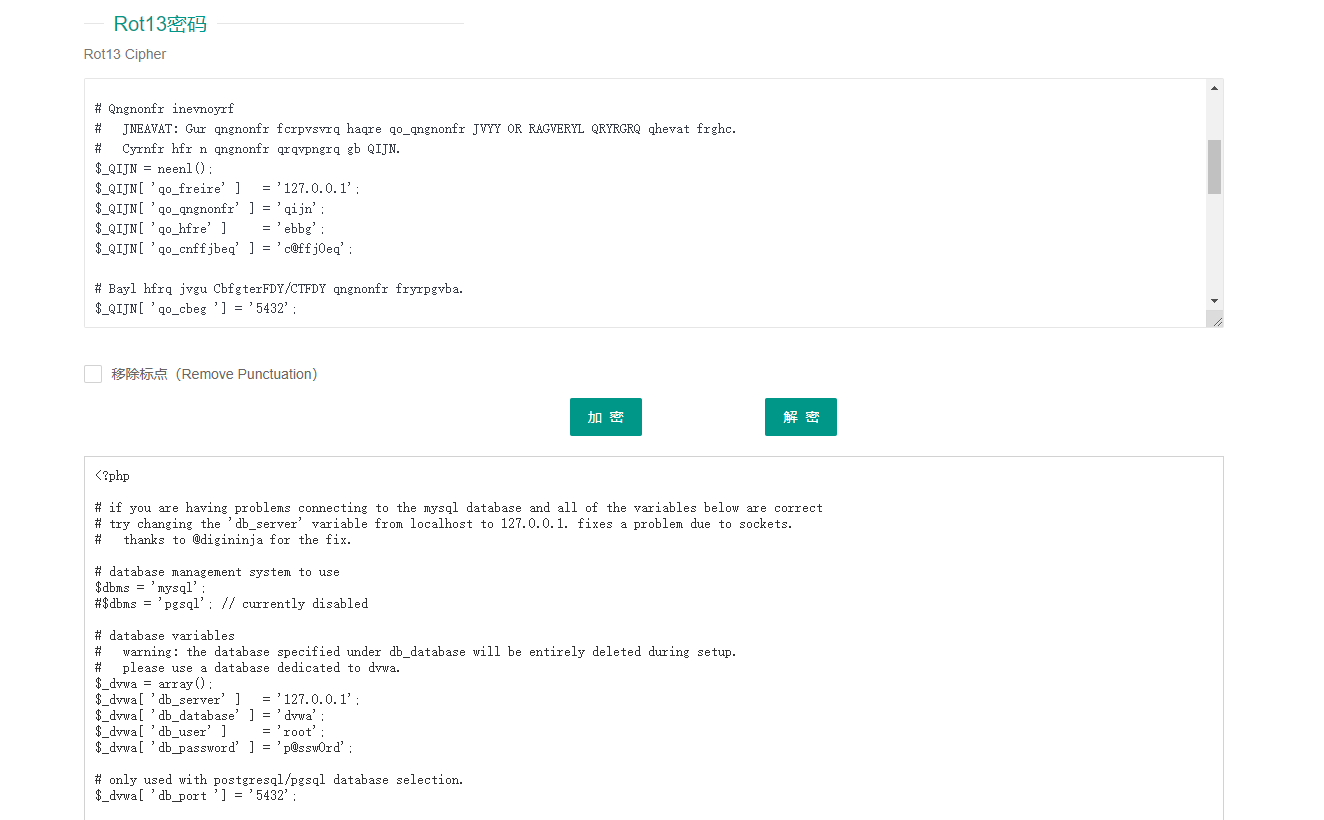 Rot13密码
Rot13 Cipher
# Qngnonfr inevnoyrf
#   JNEAVAT: Gur qngnonfr fcrpvsvrq haqre qo_qngnonfr JVYY OR RAGVERYL QRYRGRQ qhevat frghc.
#   Cyrnfr hfr n qngnonfr qrqvpngrq gb QIJN.
$_QIJN = neenl();
$_QIJN[ 'qo_freire' ]   = '127.0.0.1';
$_QIJN[ 'qo_qngnonfr' ] = 'qijn';
$_QIJN[ 'qo_hfre' ]     = 'ebbg';
$_QIJN[ 'qo_cnffjbeq' ] = 'c@ffj0eq';
# Bayl hfrq jvgu CbfgterFDY/CTFDY qngnonfr fryrpgvba.
$_QIJN[ 'qo_cbeg '] = '5432';
移除标点（Remove Punctuation）
加 密
解 密
<?php
# if you are having problems connecting to the mysql database and all of the variables below are correct
# try changing the 'db_server' variable from localhost to 127.0.0.1. fixes a problem due to sockets.
#   thanks to @digininja for the fix.
# database management system to use
$dbms = 'mysql';
#$dbms = 'pgsql'; // currently disabled
# database variables
#   warning: the database specified under db_database will be entirely deleted during setup.
#   please use a database dedicated to dvwa.
$_dvwa = array();
$_dvwa[ 'db_server' ]   = '127.0.0.1';
$_dvwa[ 'db_database' ] = 'dvwa';
$_dvwa[ 'db_user' ]     = 'root';
$_dvwa[ 'db_password' ] = 'p@ssw0rd';
# only used with postgresql/pgsql database selection.
$_dvwa[ 'db_port '] = '5432';